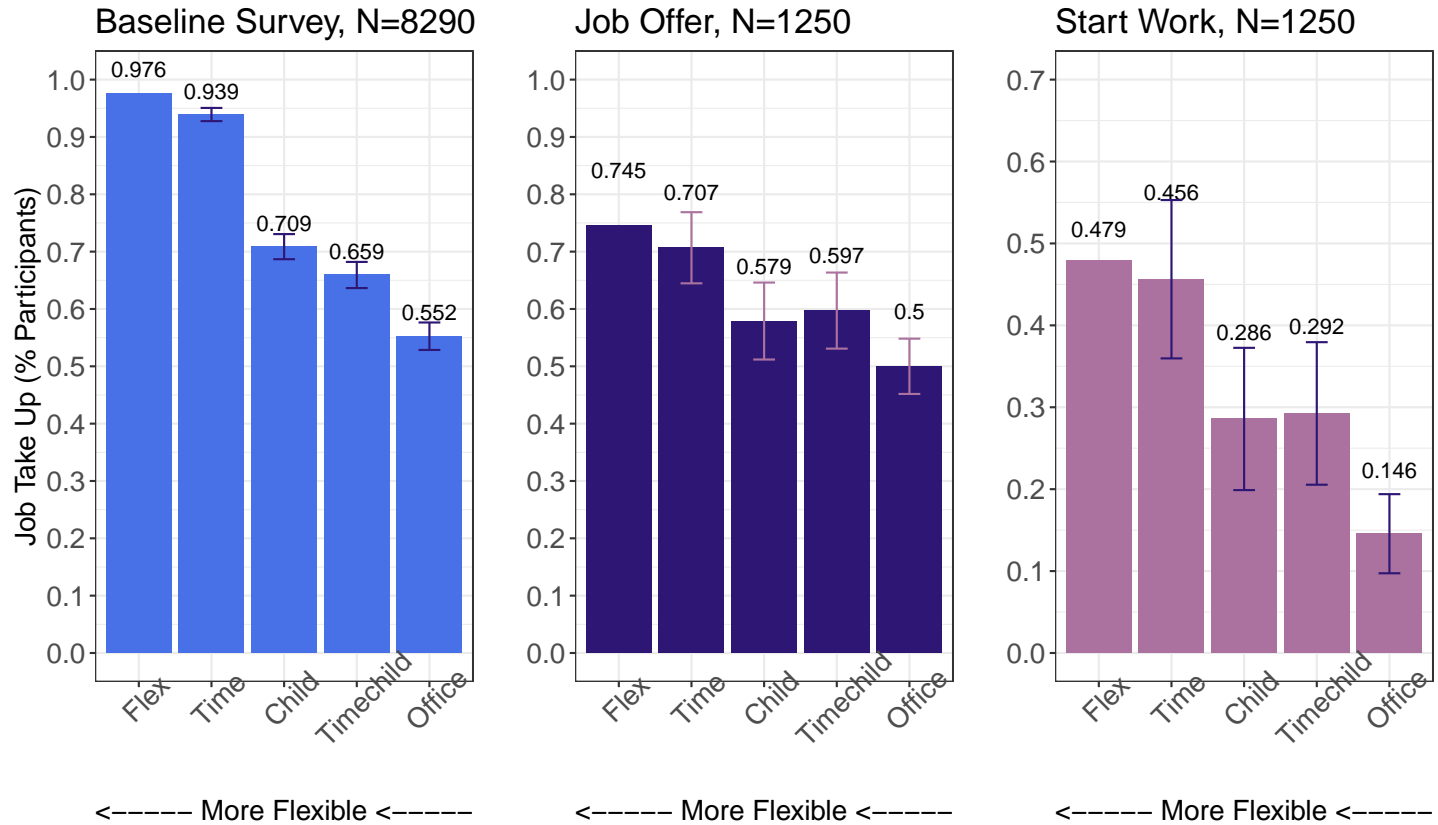 Baseline Survey, N=8290
Job Take Up (% Participants)
1.0
0.9
0.8
0.7
0.6
0.5
0.4
0.3
0.2
0.1
0.0
0.976
0.939
0.709
0.659
0.552
Flex
Time
Child
Timechild
Office
<−−−−− More Flexible <−−−−−
Job Offer, N=1250
1.0
0.9
0.8
0.7
0.6
0.5
0.4
0.3
0.2
0.1
0.0
0.745
0.707
0.579
0.597
0.5
Flex
Time
Child
Timechild
Office
<−−−−− More Flexible <−−−−−
Start Work, N=1250
0.7
0.6
0.5
0.4
0.3
0.2
0.1
0.0
0.479
0.456
0.286
0.292
0.146
Flex
Time
Child
Timechild
Office
<−−−−− More Flexible <−−−−−